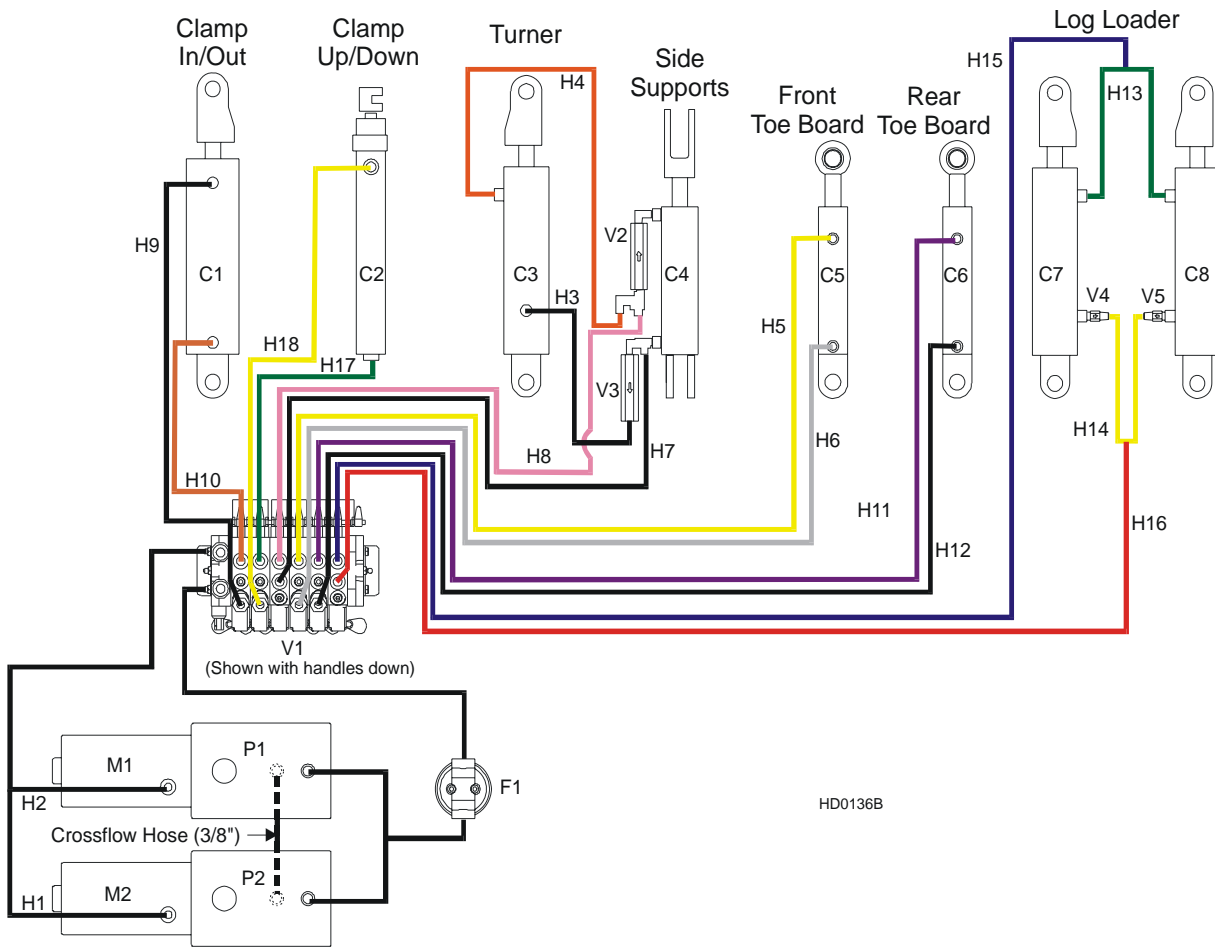 Clamp
In/Out
Clamp
Up/Down
Turner
Side
Supports
Front
Toe Board
Rear
Toe Board
Log Loader
H15
H4
H13
H9
V2
C1
C2
C3
C4
C5
C6
C7
C8
H3
V4
V5
H5
H18
H17
V3
H14
H6
H8
H7
H10
H11
H16
H12
V1
(Shown with handles down)
M1
P1
F1
H2
HD0136B
Crossflow Hose (3/8")
M2
P2
H1